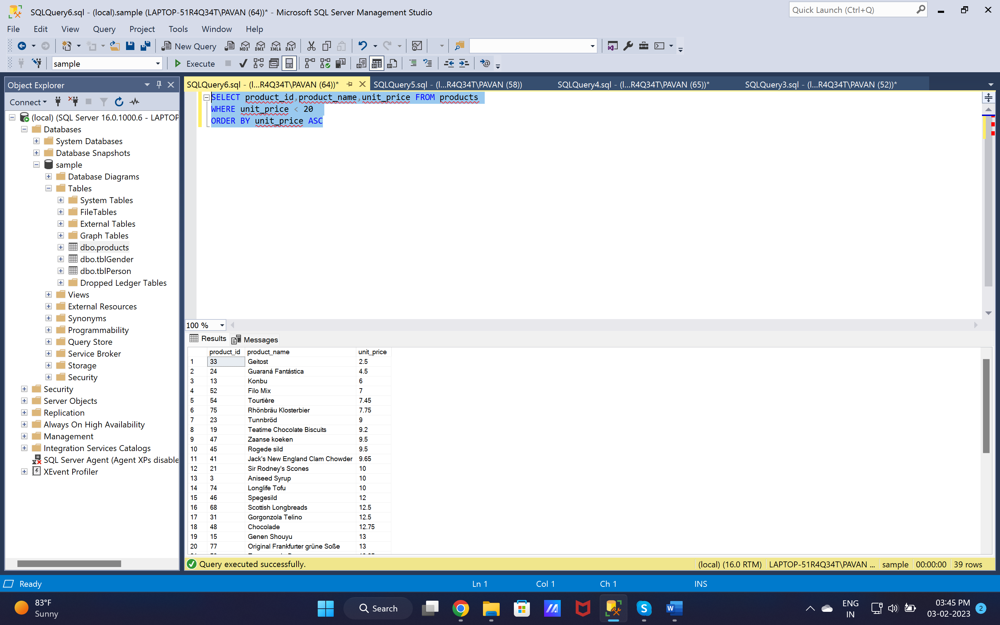 SQLQuery6.sql - (local).sample (LAPTOP-51R4Q34T\PAVAN (64))* - Microsoft SQL Server Management Studio
Quick Launch (Ctrl+Q)
File Edit View Query Project Tools Window Help
New Query MDX DMX XMLA DAX
sample Execute
Object Explorer
SQLQuery6.sql - (l...R4Q34T\PAVAN (64))* SQLQuery5.sql - (l...R4Q34T\PAVAN (58)) SQLQuery4.sql - (l...R4Q34T\PAVAN (65))* SQLQuery3.sql - (l...R4Q34T\PAVAN (52))*
Connect
(local) (SQL Server 16.0.1000.6 - LAPTOP
Databases
System Databases
Database Snapshots
sample
Database Diagrams
Tables
System Tables
FileTables
External Tables
Graph Tables
dbo.products
dbo.tblGender
dbo.tblPerson
Dropped Ledger Tables
Views
External Resources
Synonyms
Programmability
Query Store
Service Broker
Storage
Security
Security
Server Objects
Replication
Always On High Availability
Management
Integration Services Catalogs
SQL Server Agent (Agent XPs disable
XEvent Profiler
SELECT product_id,product_name,unit_price FROM products
WHERE unit_price < 20
ORDER BY unit_price ASC
100 %
Results Messages
product_id product_name unit_price
1 33 Geitost 2.5
2 24 Guaraná Fantástica 4.5
3 13 Konbu 6
4 52 Filo Mix 7
5 54 Tourtière 7.45
6 75 Rhönbräu Klosterbier 7.75
7 23 Tunnbröd 9
8 19 Teatime Chocolate Biscuits 9.2
9 47 Zaanse koeken 9.5
10 45 Rogede sild 9.5
11 41 Jack's New England Clam Chowder 9.65
12 21 Sir Rodney's Scones 10
13 3 Aniseed Syrup 10
14 74 Longlife Tofu 10
15 46 Spegesild 12
16 68 Scottish Longbreads 12.5
17 31 Gorgonzola Telino 12.5
18 48 Chocolade 12.75
19 15 Genen Shouyu 13
20 77 Original Frankfurter grüne Soße 13
Query executed successfully. (local) (16.0 RTM) LAPTOP-51R4Q34T\PAVAN ... sample 00:00:00 39 rows
Ready Ln 1 Col 1 Ch 1 INS
83°F
Sunny
Search
ENG
IN
03:45 PM
03-02-2023
2